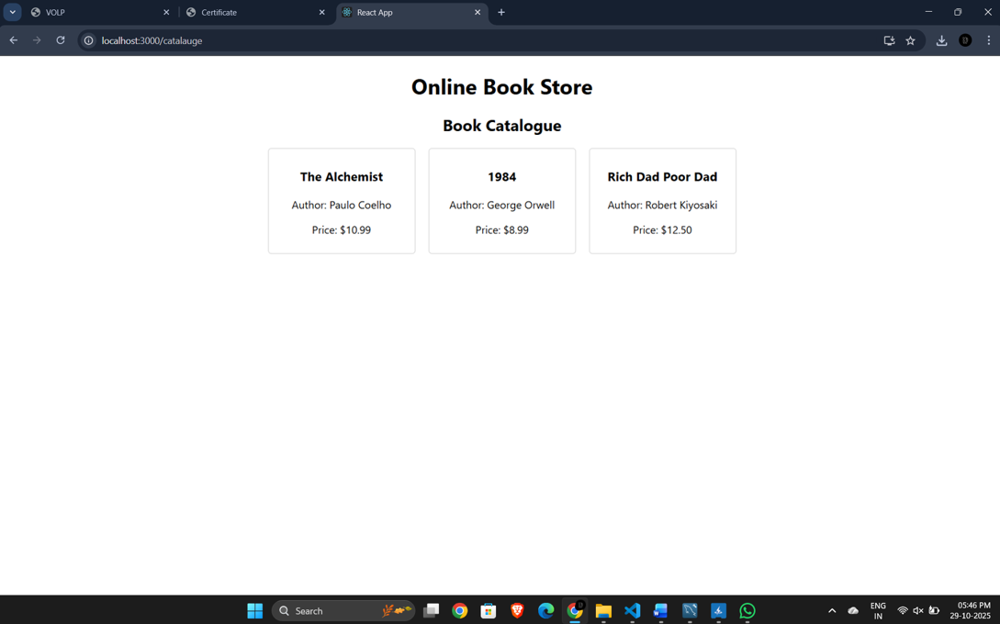 VOLP
Certificate
React App
localhost:3000/catalauge
Online Book Store
Book Catalogue
The Alchemist
Author: Paulo Coelho
Price: $10.99
1984
Author: George Orwell
Price: $8.99
Rich Dad Poor Dad
Author: Robert Kiyosaki
Price: $12.50
Search
ENG
IN
05:46 PM
29-10-2025